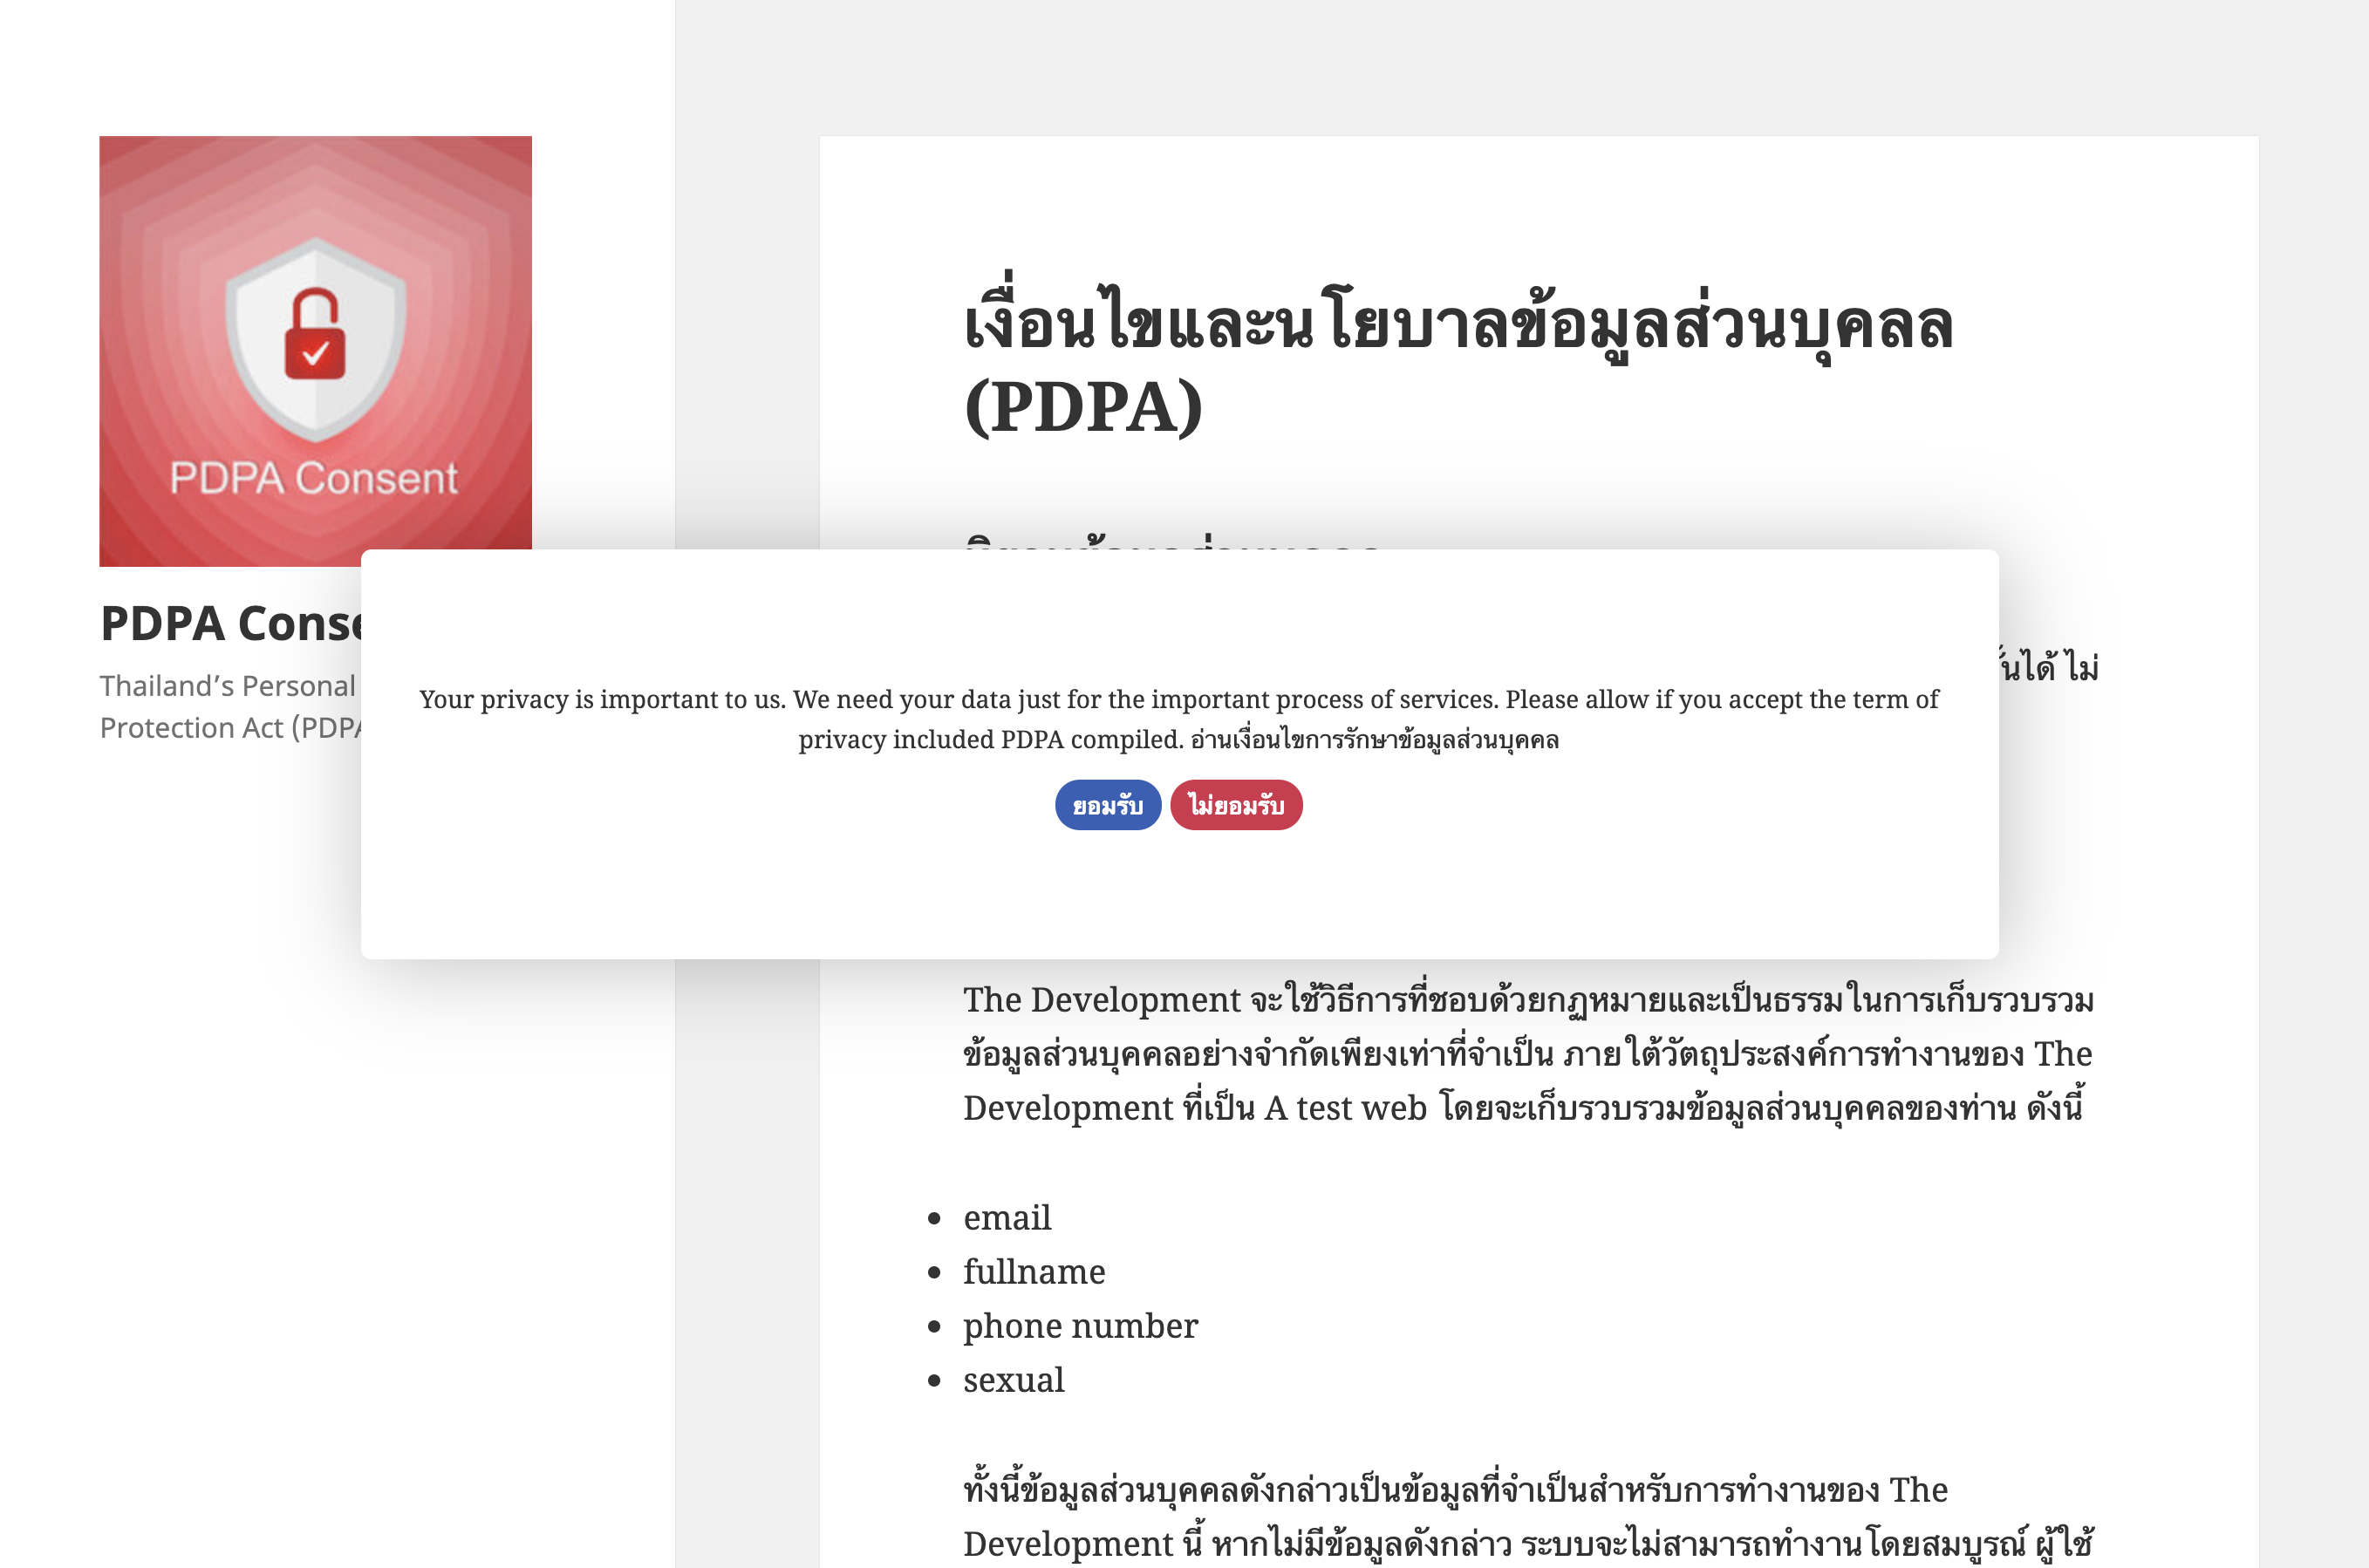 PDPA Consent
PDPA Conse
Thailand's Personal
Protection Act (PDPA
เงื่อนไขและนโยบาลข้อมูลส่วนบุคลล
(PDPA)
ได้ ไม่
Your privacy is important to us. We need your data just for the important process of services. Please allow if you accept the term of
privacy included PDPA compiled. อ่านเงื่อนไขการรักษาข้อมูลส่วนบุคคล
ยอมรับ ไม่ยอมรับ
The Development จะใช้วิธีการที่ชอบด้วยกฎหมายและเป็นธรรมในการเก็บรวบรวม
ข้อมูลส่วนบุคคลอย่างจำกัดเพียงเท่าที่จำเป็น ภายใต้วัตถุประสงค์การทำงานของ The
Development ที่เป็น A test web โดยจะเก็บรวบรวมข้อมูลส่วนบุคคลของท่าน ดังนี้
email
fullname
phone number
sexual
ทั้งนี้ข้อมูลส่วนบุคคลดังกล่าวเป็นข้อมูลที่จำเป็นสำหรับการทำงานของ The
Development นี้ หากไม่มีข้อมูลดังกล่าว ระบบจะไม่สามารถทำงานโดยสมบูรณ์ ผู้ใช้